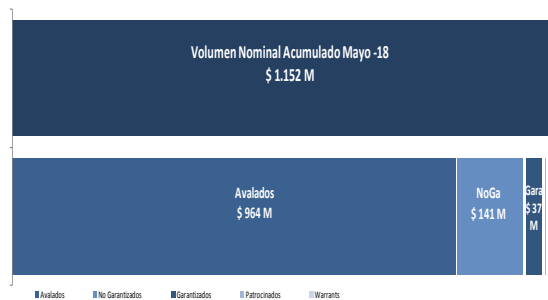 Volumen Nominal Acumulado Mayo -18
$ 1.152 M
Avalados
$ 964 M
NoGa
$ 141 M
Gara
$ 37
M
Avalados No Garantizados Garantizados Patrocinados Warrants